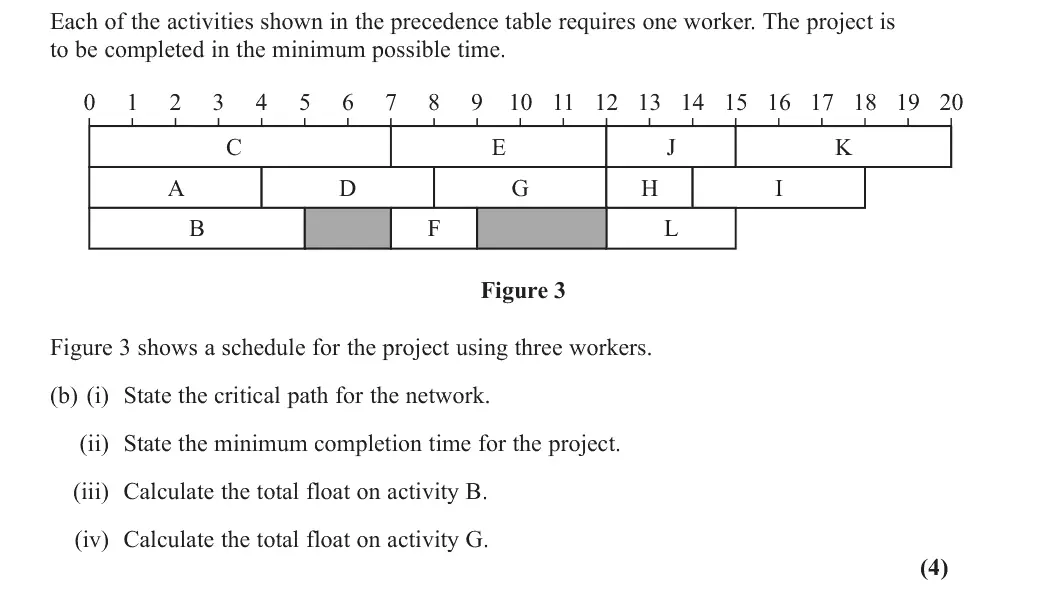 Each of the activities shown in the precedence table requires one worker. The project is
to be completed in the minimum possible time.
0 1 2 3 4 5 6 7 8 9 10 11 12 13 14 15 16 17 18 19 20
C E J K
A D G H I
B F L
Figure 3
Figure 3 shows a schedule for the project using three workers.
(b) (i) State the critical path for the network.
(ii) State the minimum completion time for the project.
(iii) Calculate the total float on activity B.
(iv) Calculate the total float on activity G.
(4)